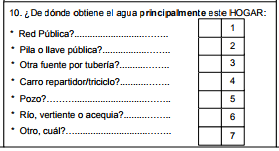 10. ¿De dónde obtiene el agua principalmente este HOGAR:
* Red Pública?........................ 1
* Pila o llave pública?................. 2
* Otra fuente por tubería?............ 3
* Carro repartidor/triciclo?............ 4
* Pozo?.............................. 5
* Río, vertiente o acequia?........... 6
* Otro, cuál?........................ 7